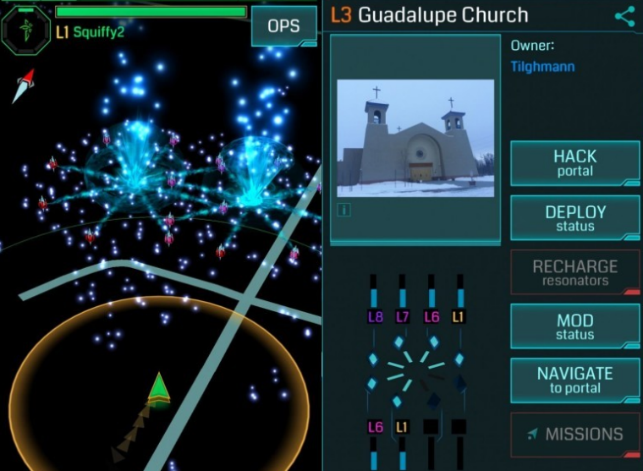 L1 Squiffy2
OPS
L3 Guadalupe Church
Owner:
Tilghmann
HACK
portal
DEPLOY
status
RECHARGE
resonators
MOD
status
NAVIGATE
to portal
MISSIONS
i
L8 L7 L6 L1
L6 L1